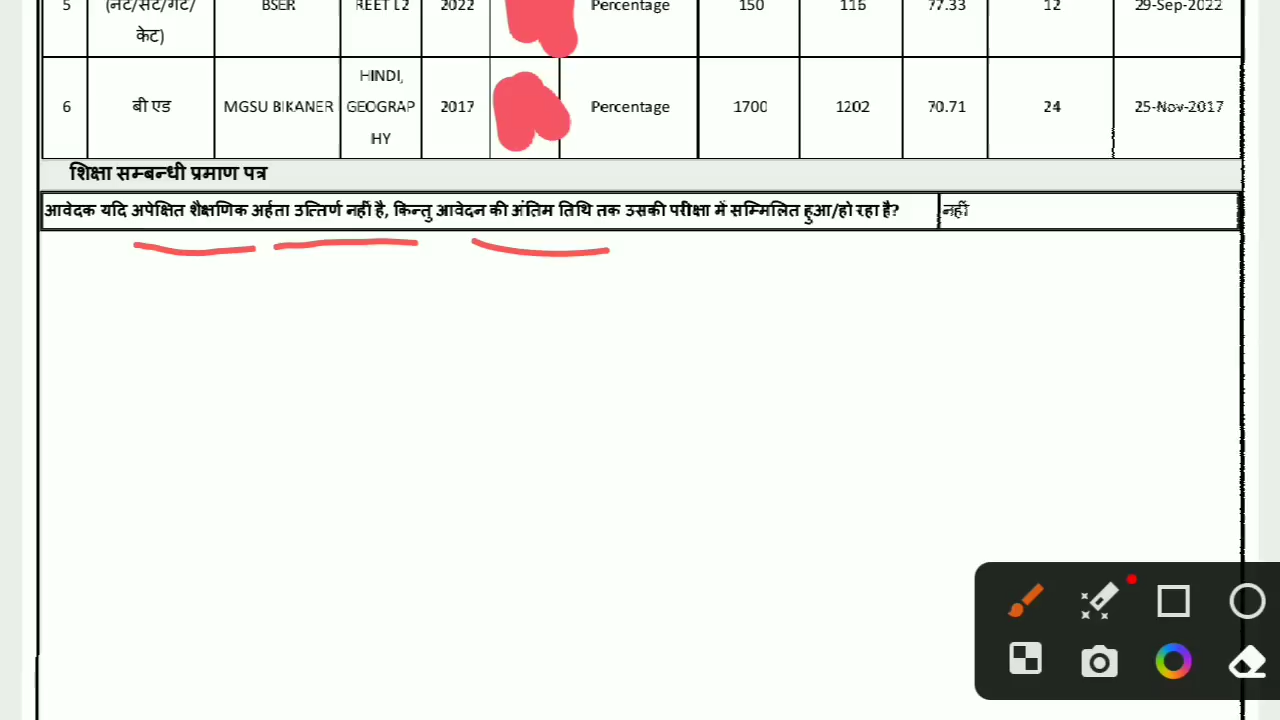 5 (नेट/सेट/गेट/ BSER REET L2 2022 Percentage 150 116 77.33 12 29-Sep-2022
केट)
HINDI,
6 बी एड MGSU BIKANER GEOGRAP 2017 Percentage 1700 1202 70.71 24 25-Nov-2017
HY
शिक्षा सम्बन्धी प्रमाण पत्र
आवेदक यदि अपेक्षित शैक्षणिक अर्हता उत्तिर्ण नहीं है, किन्तु आवेदन की अंतिम तिथि तक उसकी परीक्षा में सम्मिलित हुआ/हो रहा है? नहीं